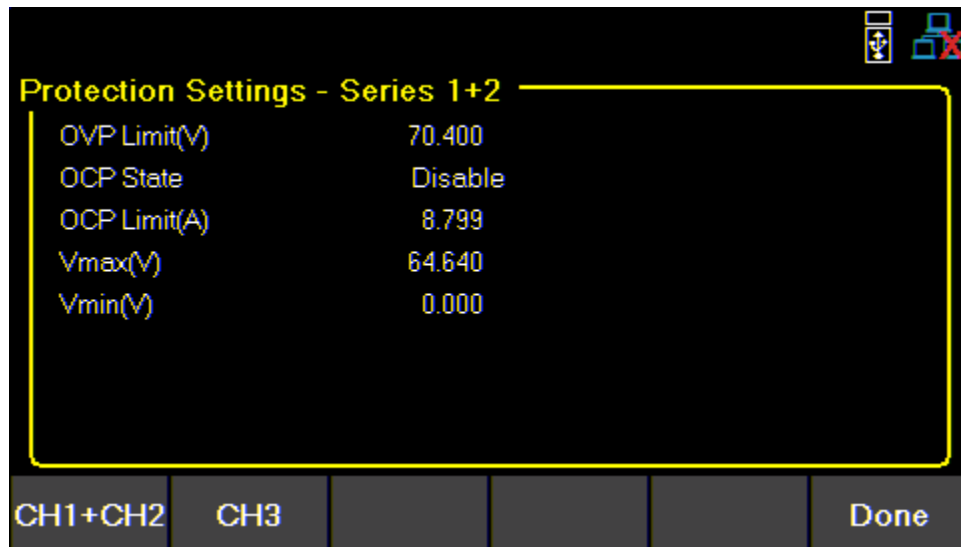 Protection Settings - Series 1+2
OVP Limit(V) 70.400
OCP State Disable
OCP Limit(A) 8.799
Vmax(V) 64.640
Vmin(V) 0.000
CH1+CH2 CH3 Done